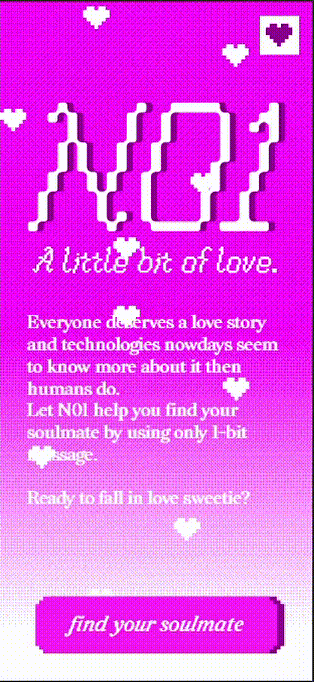 N01
A little bit of love.
Everyone deserves a love story
and technologies nowdays seem
to know more about it then
humans do.
Let N01 help you find your
soulmate by using only 1-bit
message.
Ready to fall in love sweetie?
find your soulmate